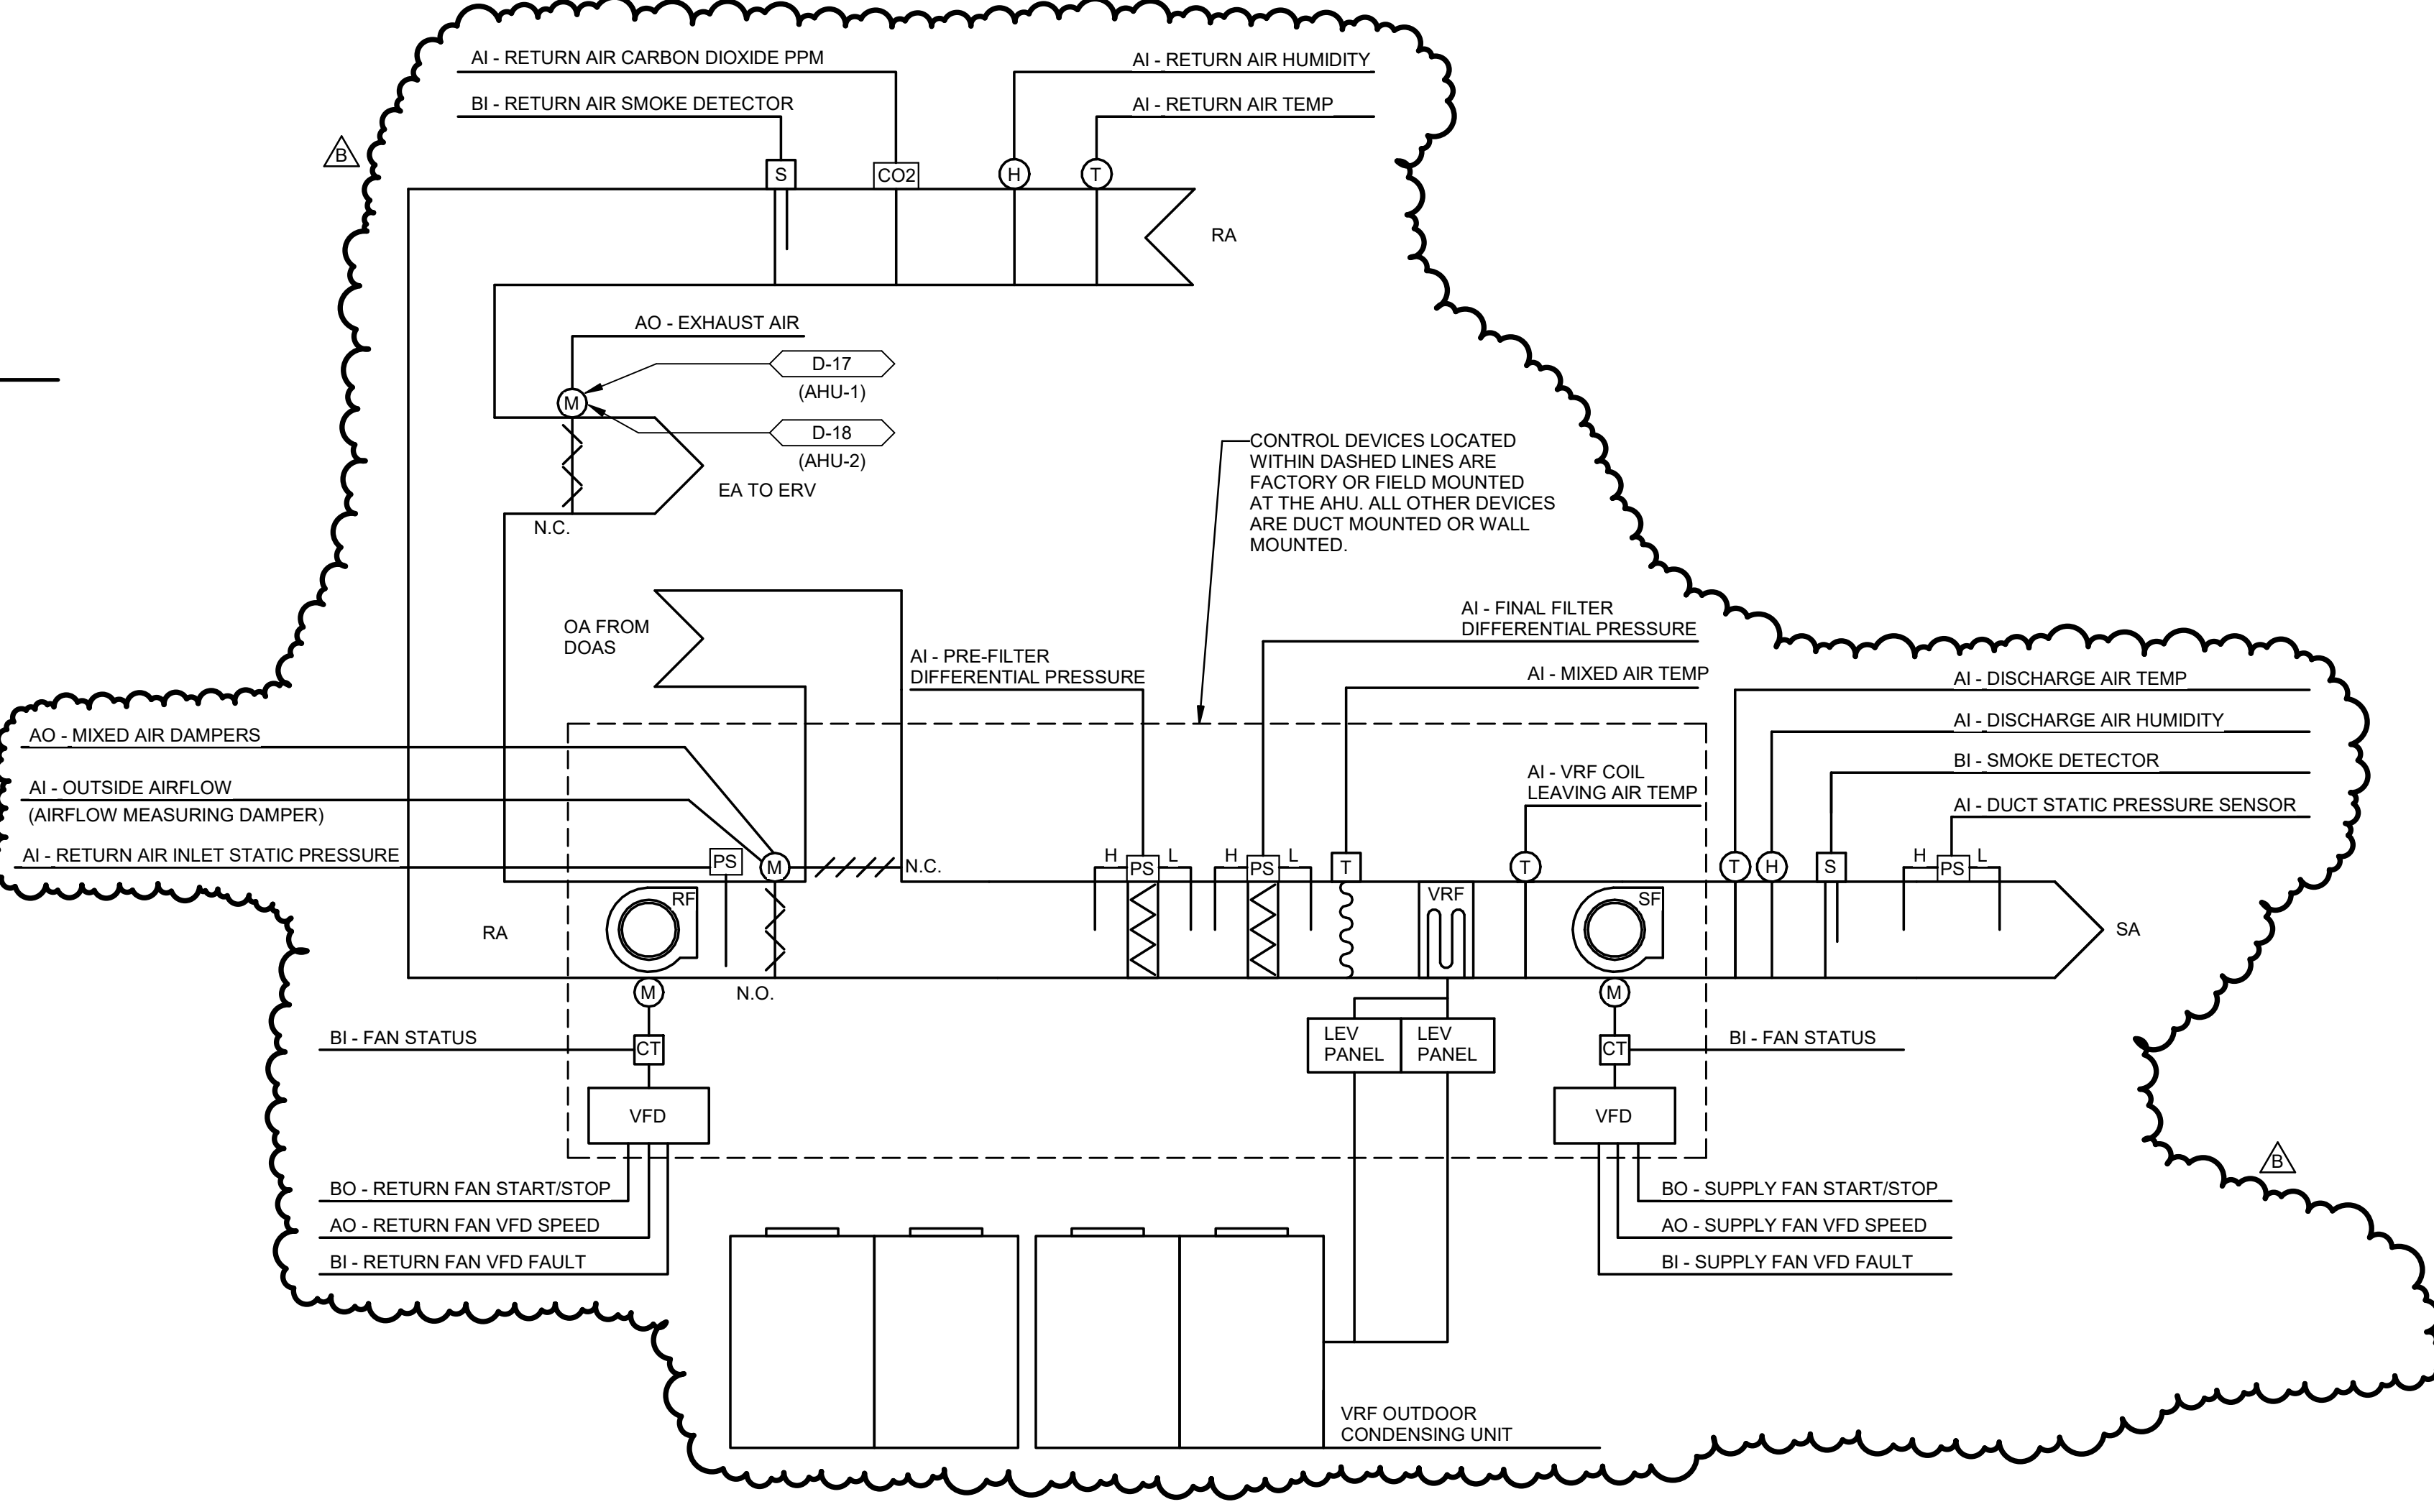 AI - RETURN AIR CARBON DIOXIDE PPM
AI - RETURN AIR HUMIDITY
BI - RETURN AIR SMOKE DETECTOR
AI - RETURN AIR TEMP
B
S
CO2
H
T
RA
AO - EXHAUST AIR
D-17
(AHU-1)
M
D-18
(AHU-2)
EA TO ERV
N.C.
CONTROL DEVICES LOCATED
WITHIN DASHED LINES ARE
FACTORY OR FIELD MOUNTED
AT THE AHU. ALL OTHER DEVICES
ARE DUCT MOUNTED OR WALL
MOUNTED.
OA FROM
DOAS
AI - PRE-FILTER
DIFFERENTIAL PRESSURE
AI - FINAL FILTER
DIFFERENTIAL PRESSURE
AI - MIXED AIR TEMP
AI - DISCHARGE AIR TEMP
AI - DISCHARGE AIR HUMIDITY
BI - SMOKE DETECTOR
AI - DUCT STATIC PRESSURE SENSOR
AO - MIXED AIR DAMPERS
AI - OUTSIDE AIRFLOW
(AIRFLOW MEASURING DAMPER)
AI - RETURN AIR INLET STATIC PRESSURE
AI - VRF COIL
LEAVING AIR TEMP
PS
M
N.C.
H
PS
L
H
PS
L
T
T
T
H
S
H
PS
L
RA
RF
VRF
SF
SA
M
N.O.
M
BI - FAN STATUS
CT
LEV
PANEL
LEV
PANEL
CT
BI - FAN STATUS
VFD
VFD
B
BO - RETURN FAN START/STOP
AO - RETURN FAN VFD SPEED
BI - RETURN FAN VFD FAULT
BO - SUPPLY FAN START/STOP
AO - SUPPLY FAN VFD SPEED
BI - SUPPLY FAN VFD FAULT
VRF OUTDOOR
CONDENSING UNIT